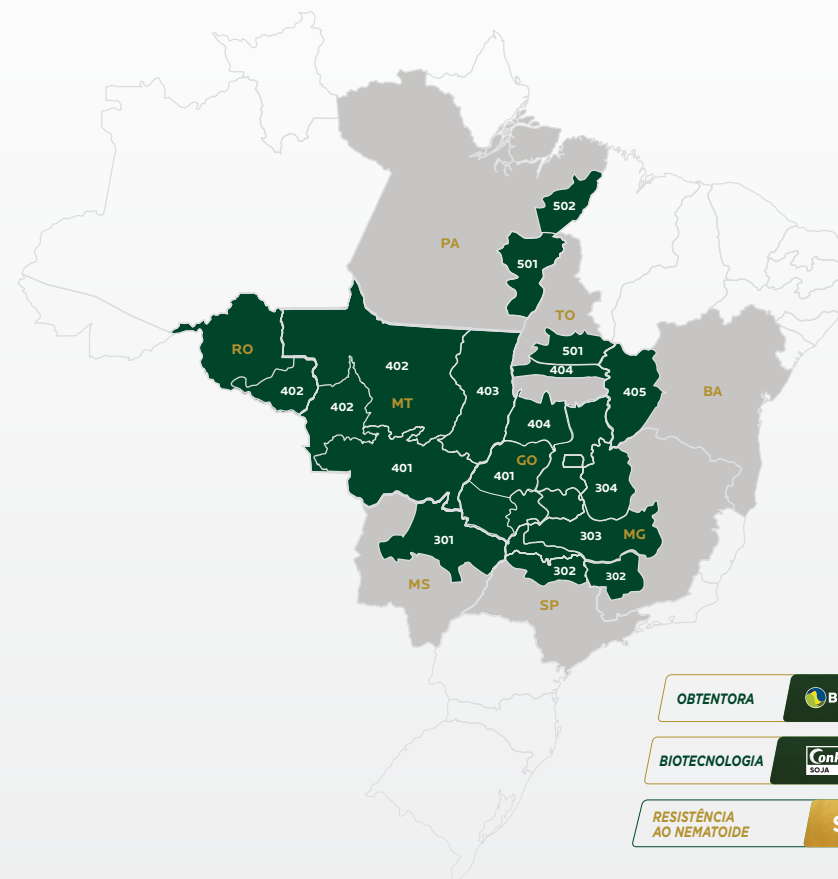 502
PA
501
TO
RO
501
402
404
402
403
405
BA
402
MT
404
GO
401
401
304
MG
303
301
302
302
MS
SP
OBTENTORA
B
BIOTECNOLOGIA
Conk
SOJA
RESISTÊNCIA
AO NEMATOIDE
S